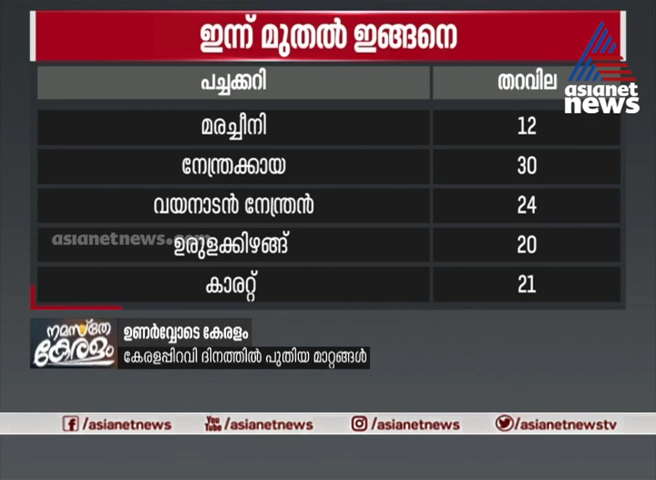 ഇന്ന് മുതൽ ഇങ്ങനെ
പച്ചക്കറി തറവില
asianet news
മരച്ചീനി 12
നേന്ത്രക്കായ 30
വയനാടൻ നേന്ത്രൻ 24
asianetnews.com
ഉരുളക്കിഴങ്ങ് 20
കാരറ്റ് 21
നമസ്തേ കേരളം
ഉണർവ്വോടെ കേരളം
കേരളപ്പിറവി ദിനത്തിൽ പുതിയ മാറ്റങ്ങൾ
/asianetnews You Tube /asianetnews /asianetnews /asianetnewstv